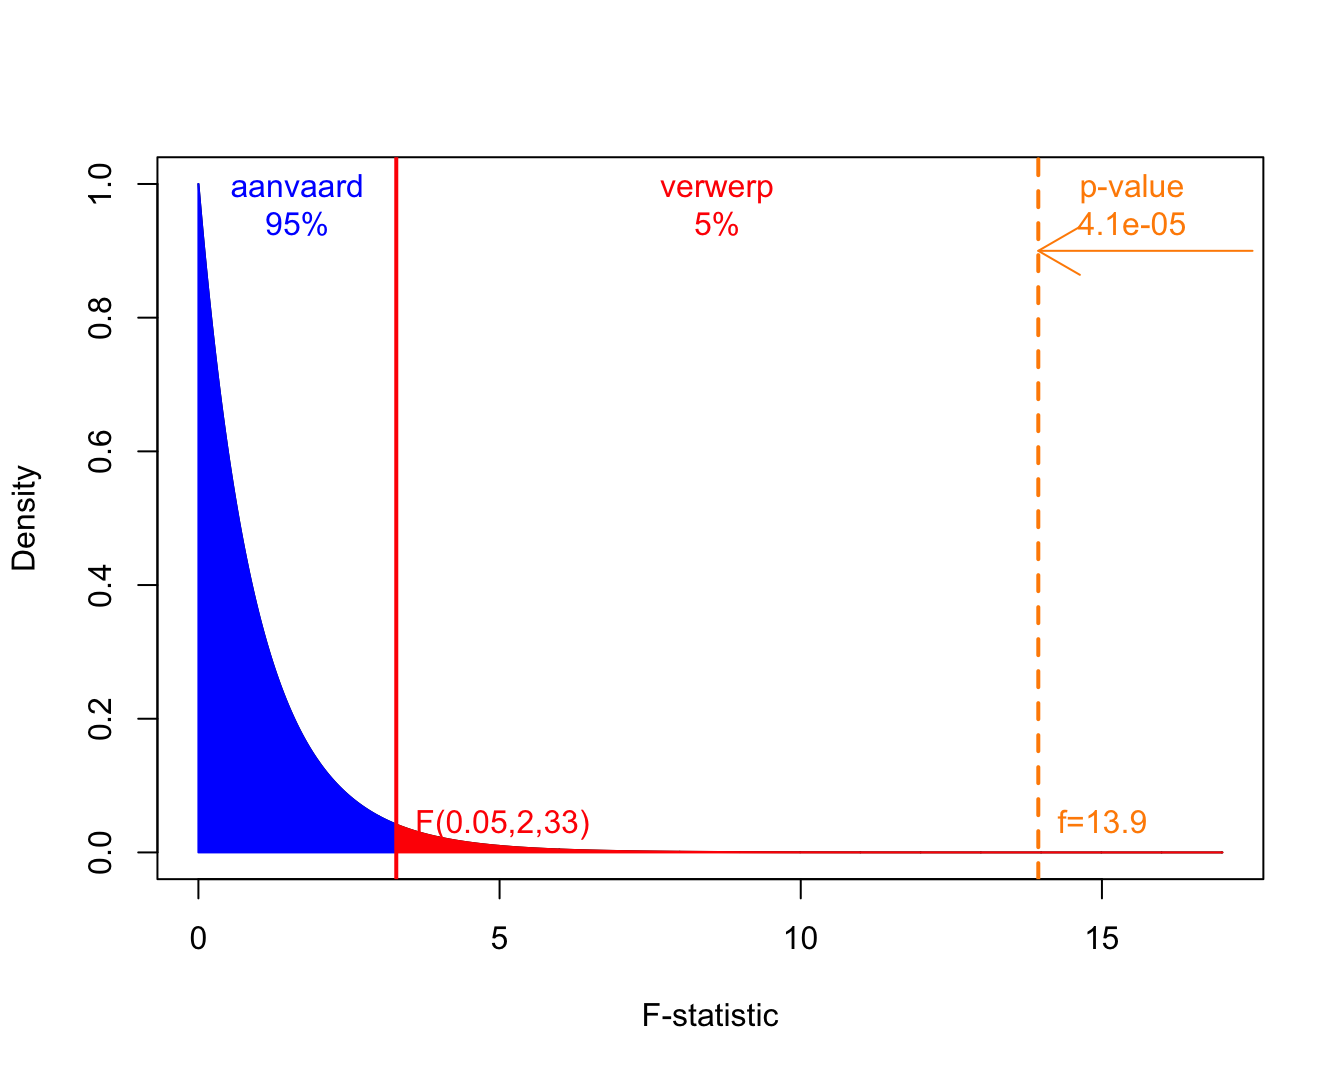 aanvaard
95%
verwerp
5%
p-value
4.1e-05
F(0.05,2,33)
f=13.9
Density
0.0
0.2
0.4
0.6
0.8
1.0
0
5
10
15
F-statistic